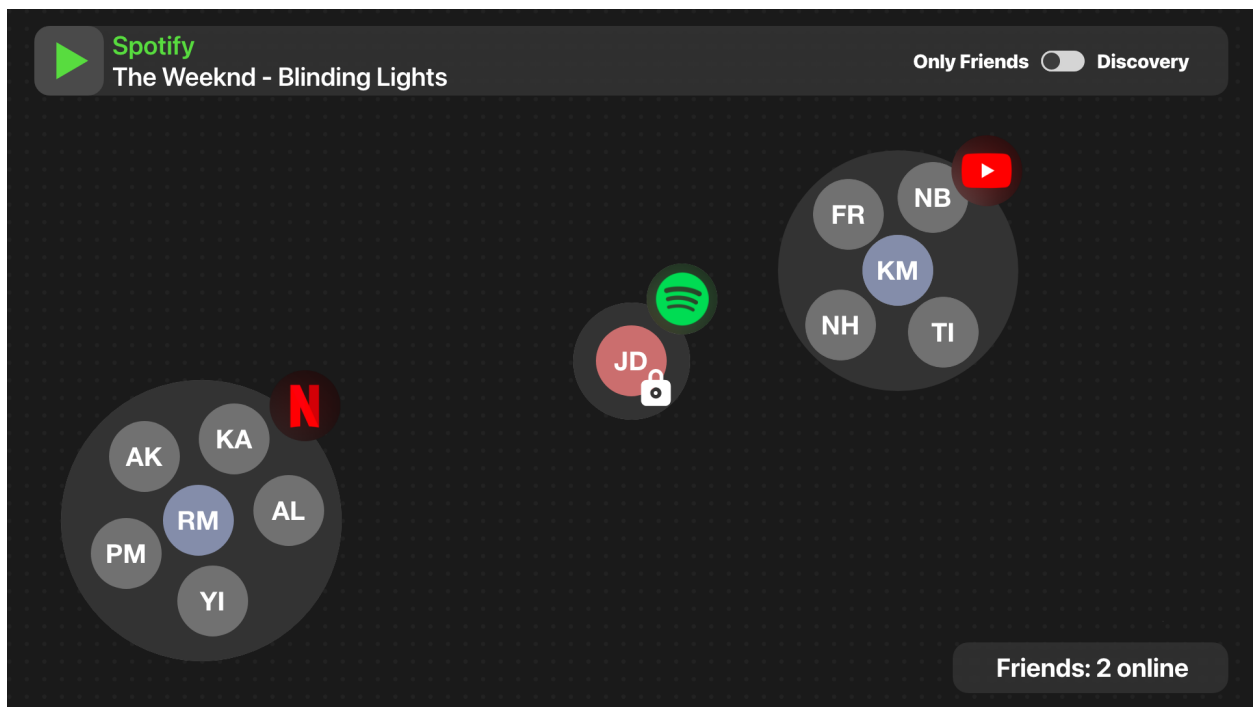 Spotify
The Weeknd - Blinding Lights
Only Friends Discovery
FR
NB
KM
NH
TI
JD
N
AK
KA
RM
AL
PM
YI
Friends: 2 online